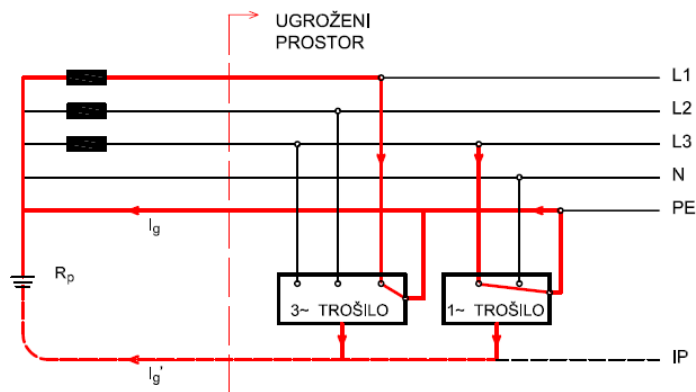 UGROŽENI
PROSTOR
L1
L2
L3
N
PE
Ig
Rp
3~ TROŠILO
1~ TROŠILO
Ig'
IP